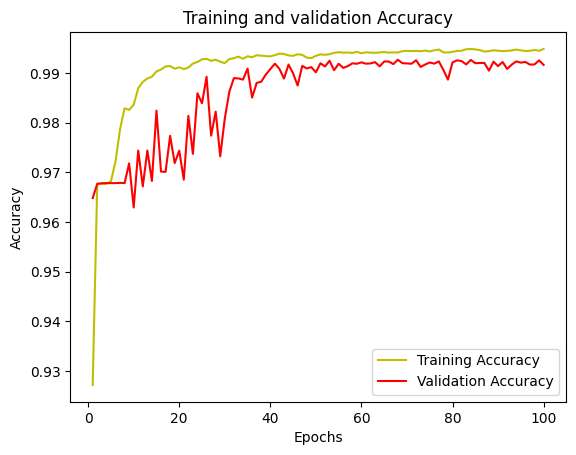 Training and validation Accuracy
Accuracy
0.99
0.98
0.97
0.96
0.95
0.94
0.93
0
20
40
60
80
100
Epochs
Training Accuracy
Validation Accuracy